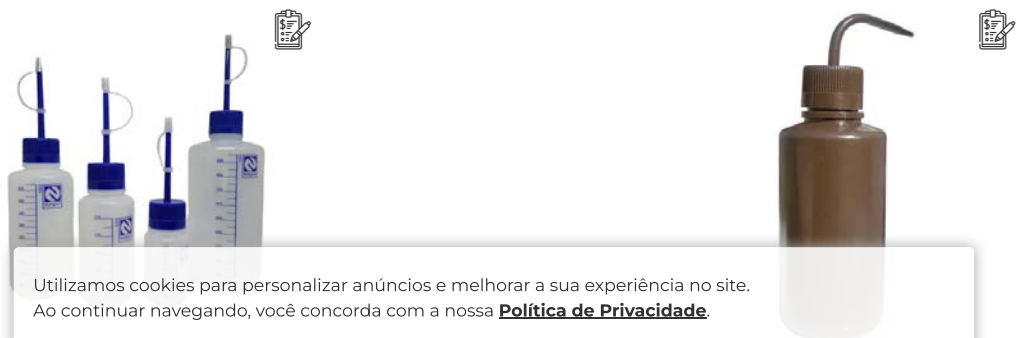 Utilizamos cookies para personalizar anúncios e melhorar a sua experiência no site.
Ao continuar navegando, você concorda com a nossa Política de Privacidade.